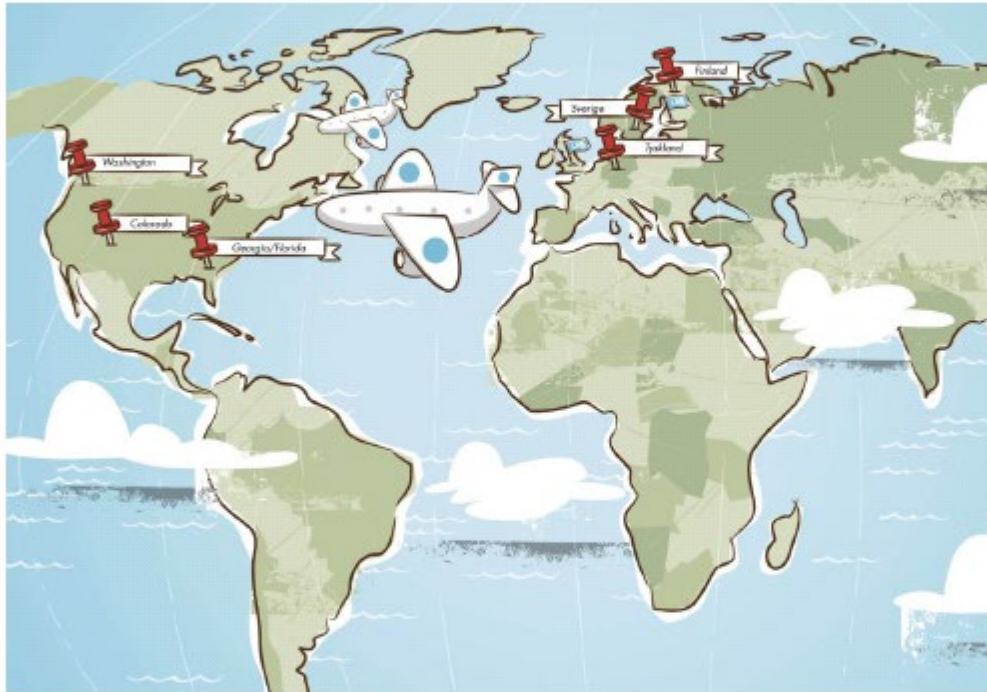 Finland
Sverige
Tyskland
Washington
Colorado
Georgia/Florida